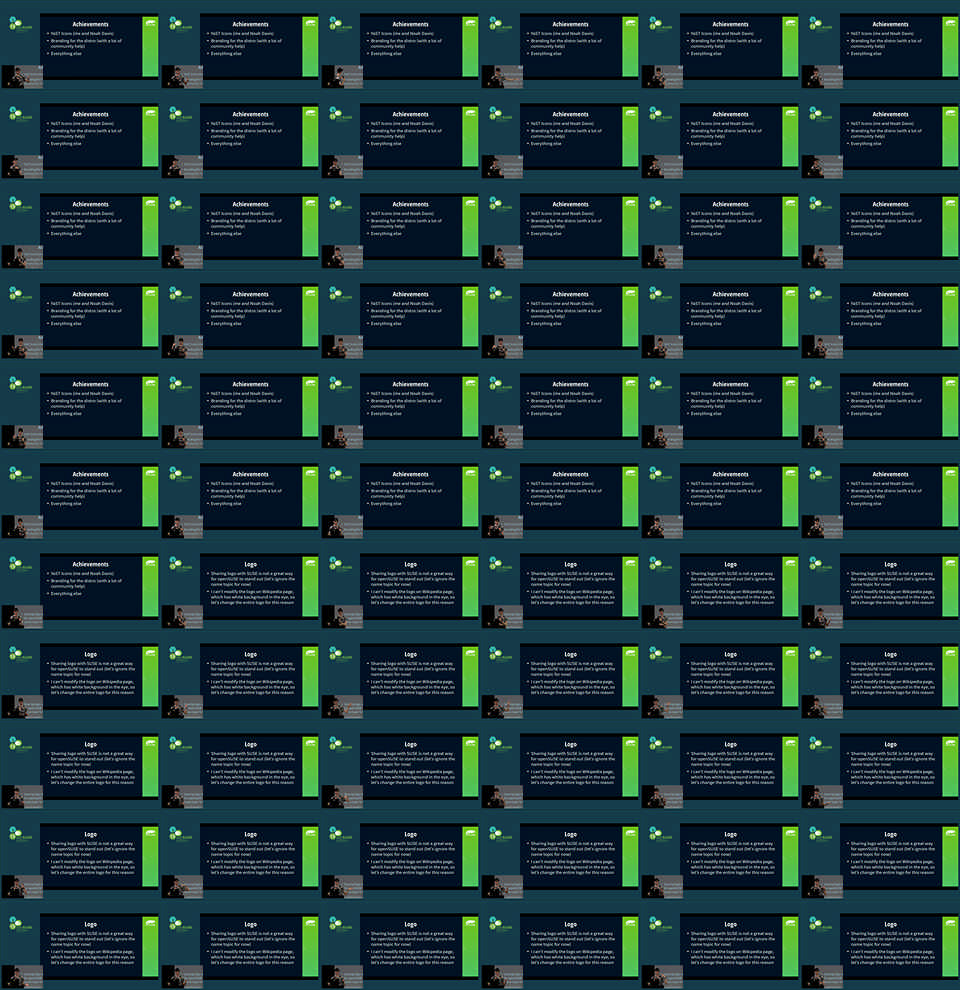 Achievements
• YaST Icons (me and Noah Davis)
• Branding for the distro (with a lot of
community help)
• Everything else
Logo
• Sharing logo with SUSE is not a great way
for openSUSE to stand out (let's ignore the
name topic for now)
• I can't modify the logo on Wikipedia page,
which has white background in the eye, so
let's change the entire logo for this reason